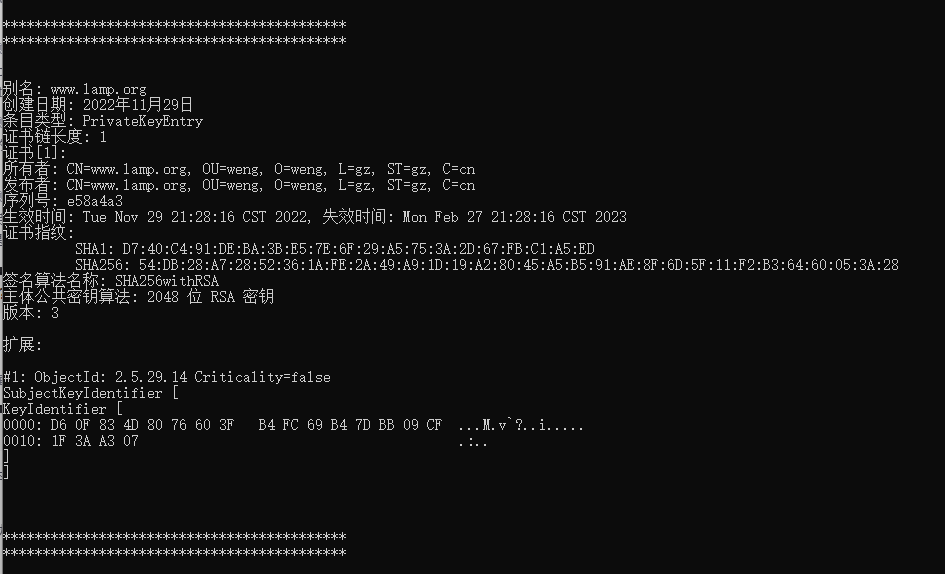 *******************************************
*******************************************
别名: www.lamp.org
创建日期: 2022年11月29日
条目类型: PrivateKeyEntry
证书链长度: 1
证书[1]:
所有者: CN=www.lamp.org, OU=weng, O=weng, L=gz, ST=gz, C=cn
发布者: CN=www.lamp.org, OU=weng, O=weng, L=gz, ST=gz, C=cn
序列号: e58a4a3
生效时间: Tue Nov 29 21:28:16 CST 2022, 失效时间: Mon Feb 27 21:28:16 CST 2023
证书指纹:
SHA1: D7:40:C4:91:DE:BA:3B:E5:7E:6F:29:A5:75:3A:2D:67:FB:C1:A5:ED
SHA256: 54:DB:28:A7:28:52:36:1A:FE:2A:49:A9:1D:19:A2:80:45:A5:B5:91:AE:8F:6D:5F:11:F2:B3:64:60:05:3A:28
签名算法名称: SHA256withRSA
主体公共密钥算法: 2048 位 RSA 密钥
版本: 3
扩展:
#1: ObjectId: 2.5.29.14 Criticality=false
SubjectKeyIdentifier [
KeyIdentifier [
0000: D6 0F 83 4D 80 76 60 3F   B4 FC 69 B4 7D BB 09 CF  ...M.v`?..i.....
0010: 1F 3A A3 07                                        .:..
]
]
*******************************************
*******************************************